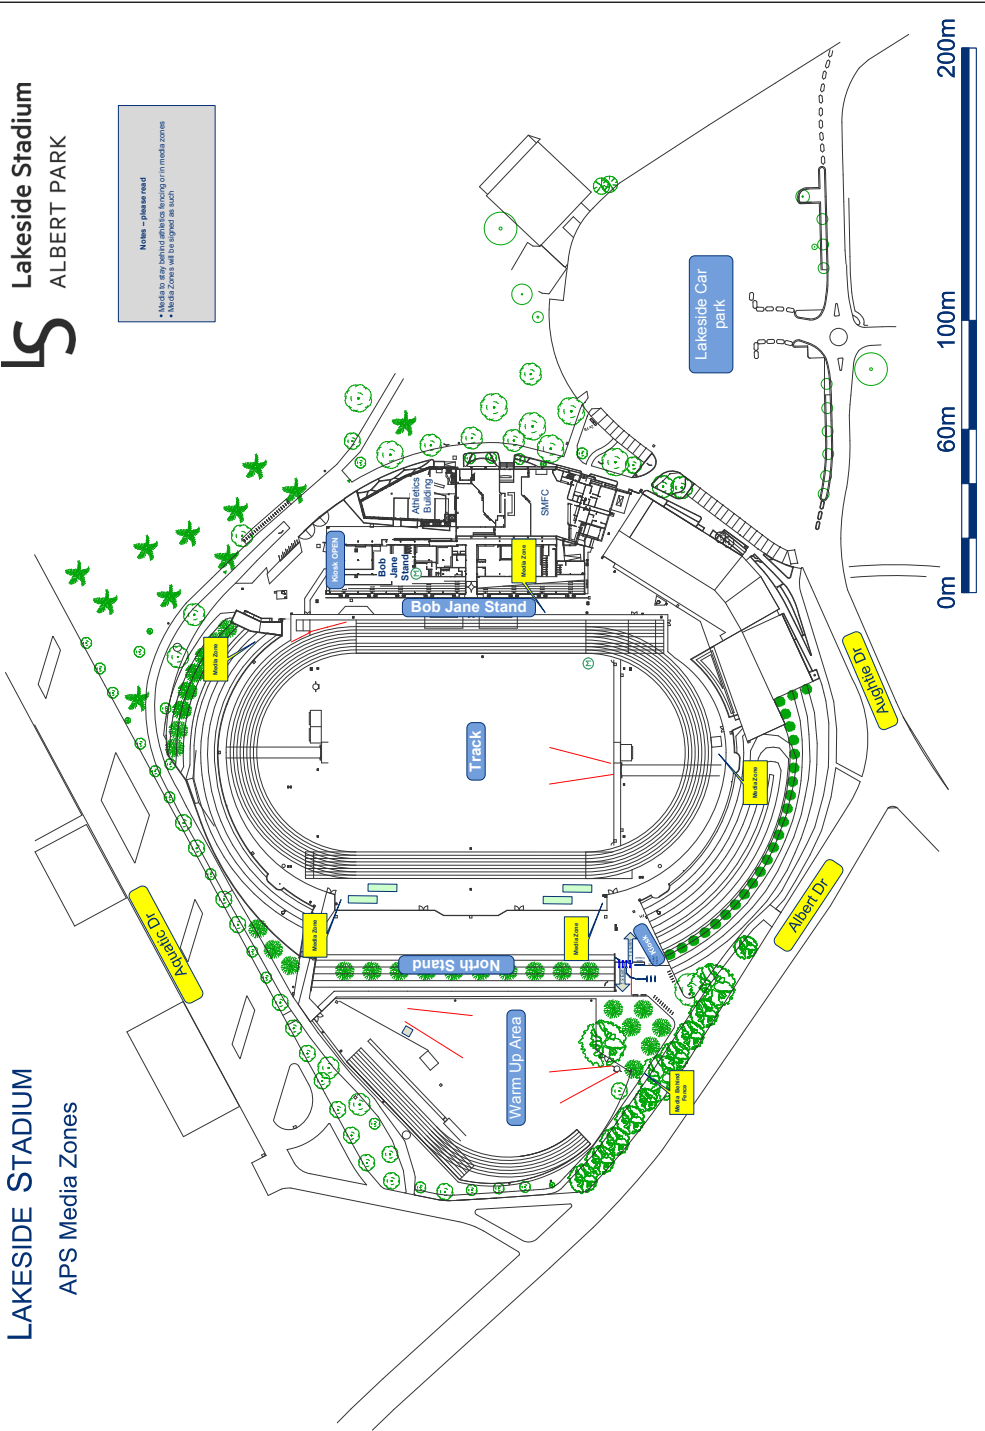 LAKESIDE STADIUM
APS Media Zones
LS
Lakeside Stadium
ALBERT PARK
Notes – please read
• Media to stay behind athletics fencing or in media zones
• Media Zones will be signed as such
Aquatic Dr
Media Zone
Media Zone
North Stand
Warm Up Area
Media Zone
Kiosk
Media Behind
Fence
Albert Dr
Track
Media Zone
Bob Jane Stand
Kiosk OPEN
Bob
Jane
Stand
Media Zone
Athletics
Building
SMFC
Aughtie Dr
Lakeside Car
park
0m
60m
100m
200m